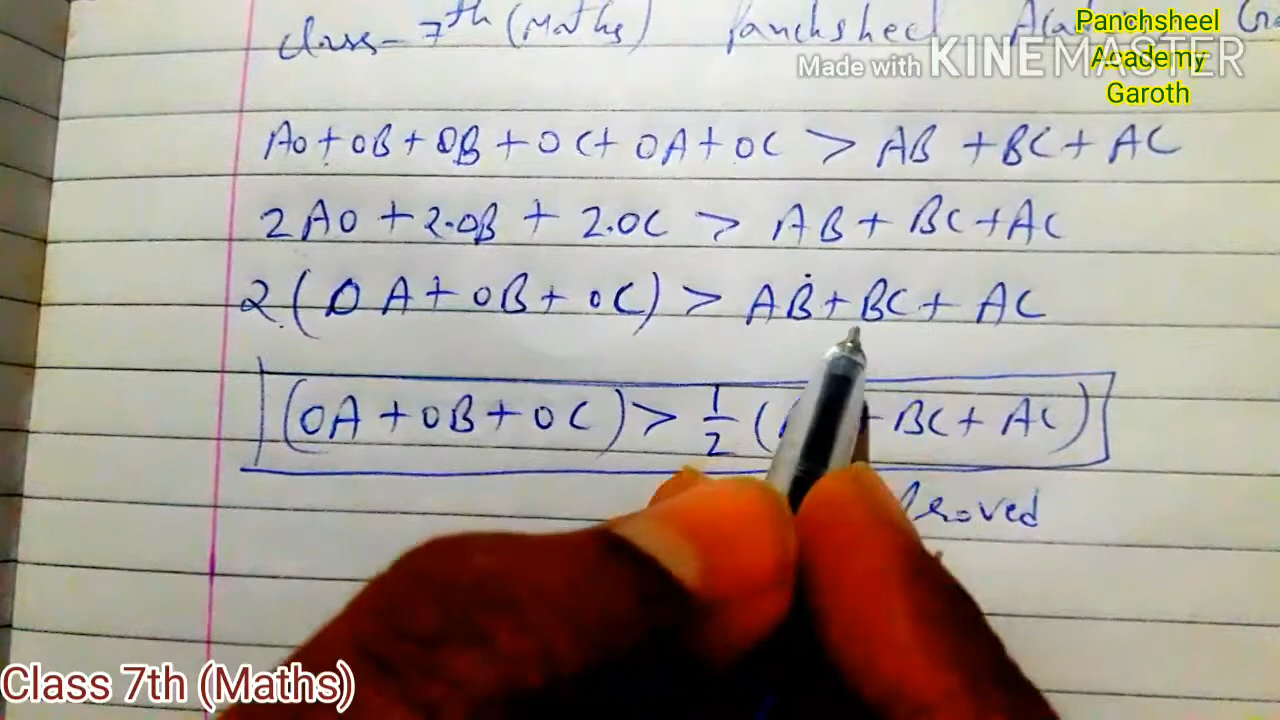 class - 7th (Maths) Panchsheel
Panchsheel
Academy
Garoth
Made with KINEMASTER
AO + OB + OB + OC + OA + OC > AB + BC + AC
2AO + 2.OB + 2.OC > AB + BC + AC
2(OA + OB + OC) > AB + BC + AC
(OA + OB + OC) > 1/2 ( + BC + AC)
Proved
Class 7th (Maths)